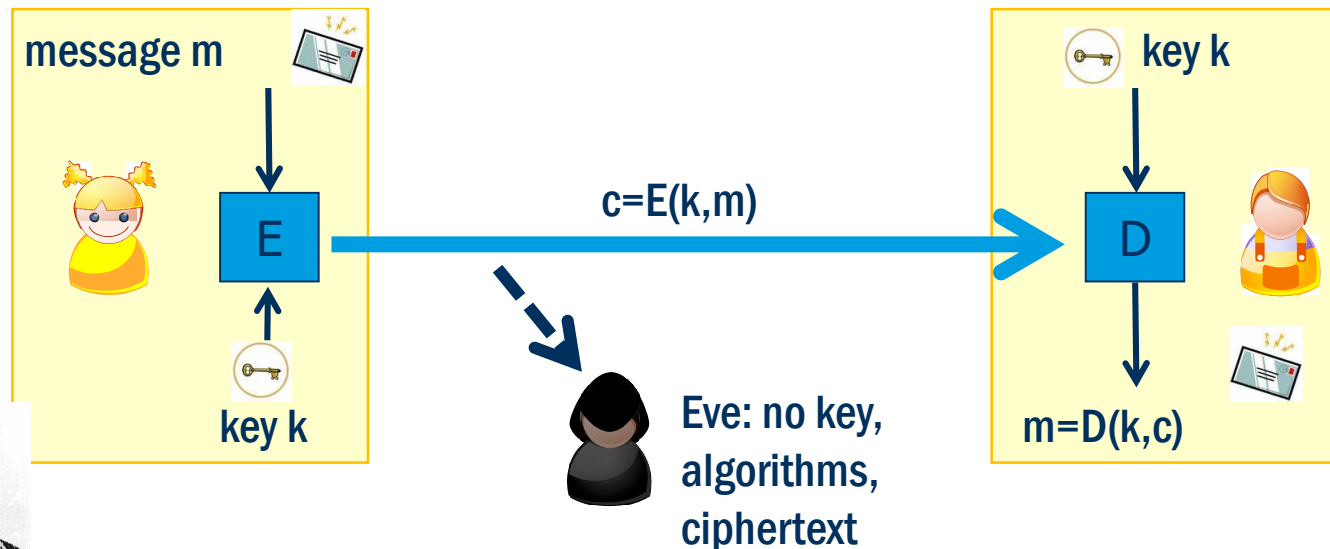 message m
key k
E
c=E(k,m)
D
key k
Eve: no key,
algorithms,
ciphertext
m=D(k,c)